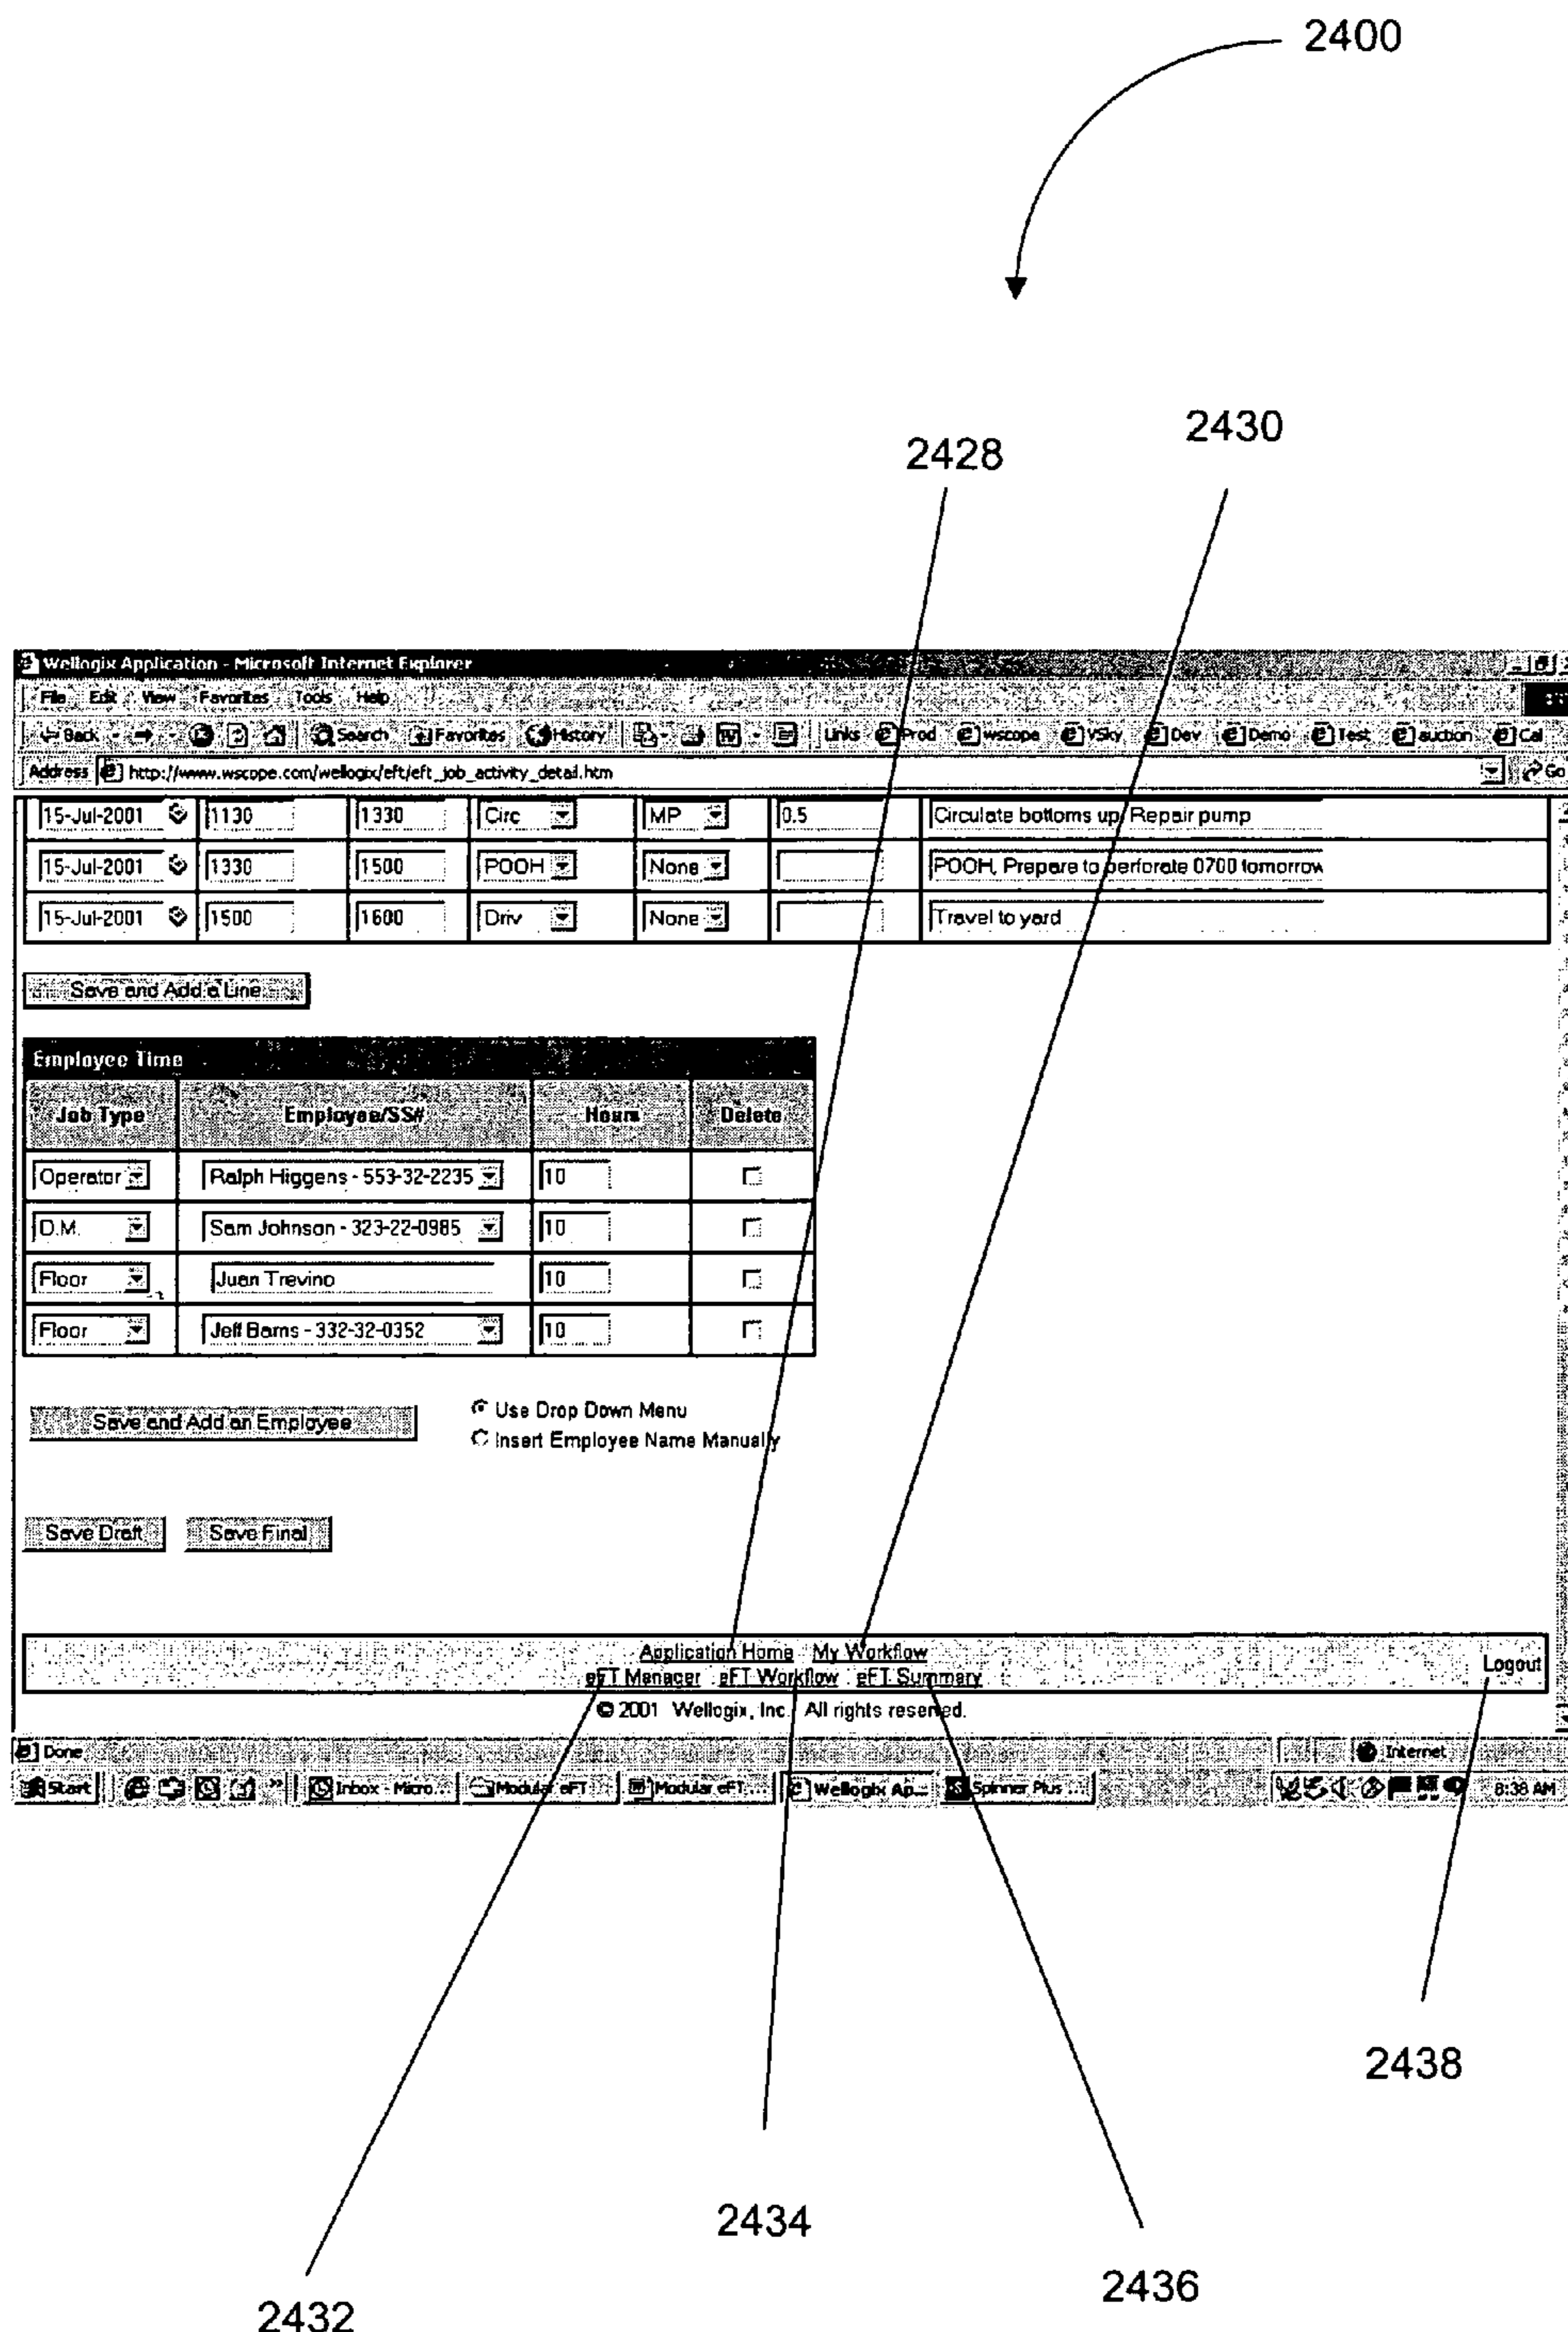 2400
2430
2428
Wellogix Application - Microsoft Internet Explorer
File Edit View Favorites Tools Help
Back Search Favorites History Links Prod wscope VSky Dev Demo Test auction Cal
Address http://www.wscope.com/wellogix/eft/eft_job_activity_detail.htm Go
15-Jul-2001 1130 1330 Circ MP 0.5 Circulate bottoms up, Repair pump
15-Jul-2001 1330 1500 POOH None POOH, Prepare to perforate 0700 tomorrow
15-Jul-2001 1500 1600 Driv None Travel to yard
Save and Add a Line
Employee Time
Job Type Employee/SS# Hours Delete
Operator Ralph Higgens - 553-32-2235 10
D.M. Sam Johnson - 323-22-0985 10
Floor Juan Trevino 10
Floor Jeff Barns - 332-32-0352 10
Save and Add an Employee Use Drop Down Menu
Insert Employee Name Manually
Save Draft Save Final
Application Home My Workflow
eFT Manager eFT Workflow eFT Summary Logout
© 2001 Wellogix, Inc. All rights reserved.
Done Internet
Start Inbox - Micro... Modular eFT Modular eFT... Wellogix Ap... Spinner Plus ... 8:38 AM
2438
2434
2436
2432